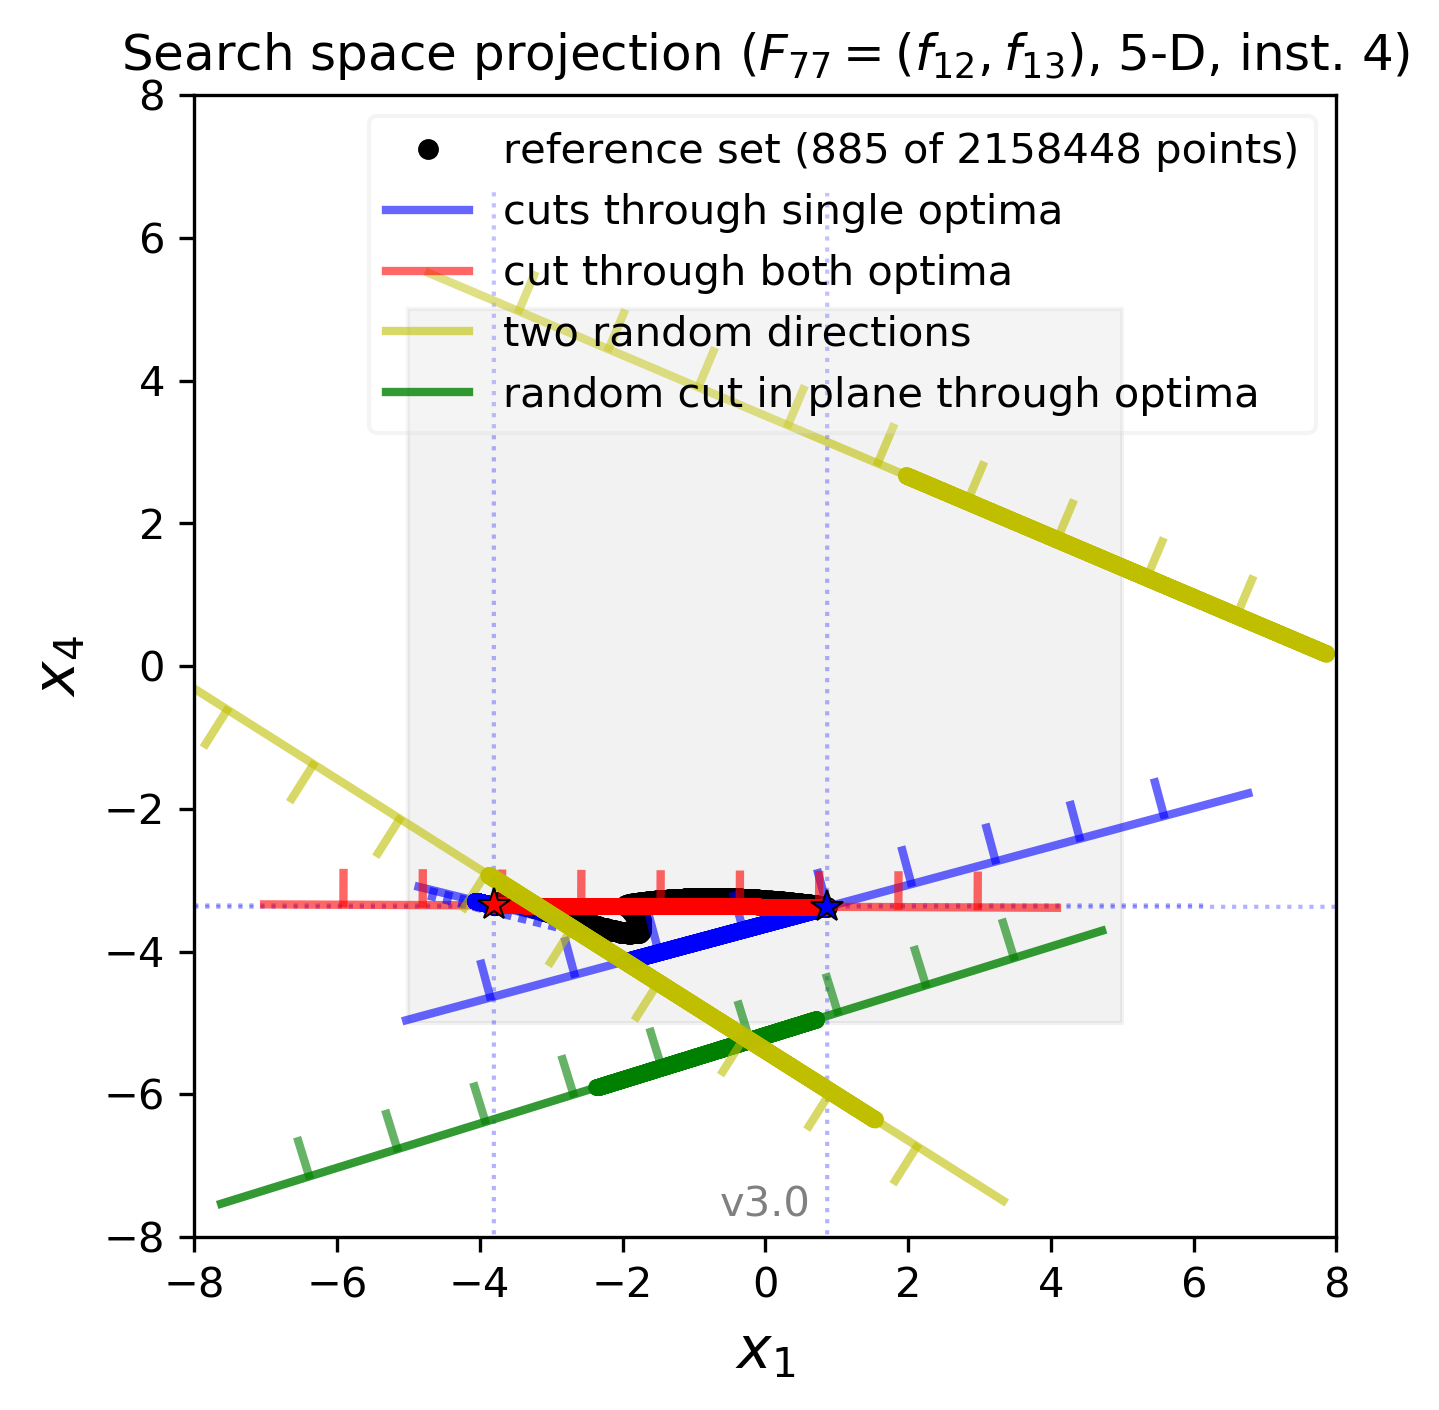 Search space projection (F77 = (f12, f13), 5-D, inst. 4)
8
reference set (885 of 2158448 points)
cuts through single optima
6
cut through both optima
two random directions
4
random cut in plane through optima
2
x4
0
−2
−4
−6
v3.0
−8
−8 −6 −4 −2 0 2 4 6 8
x1